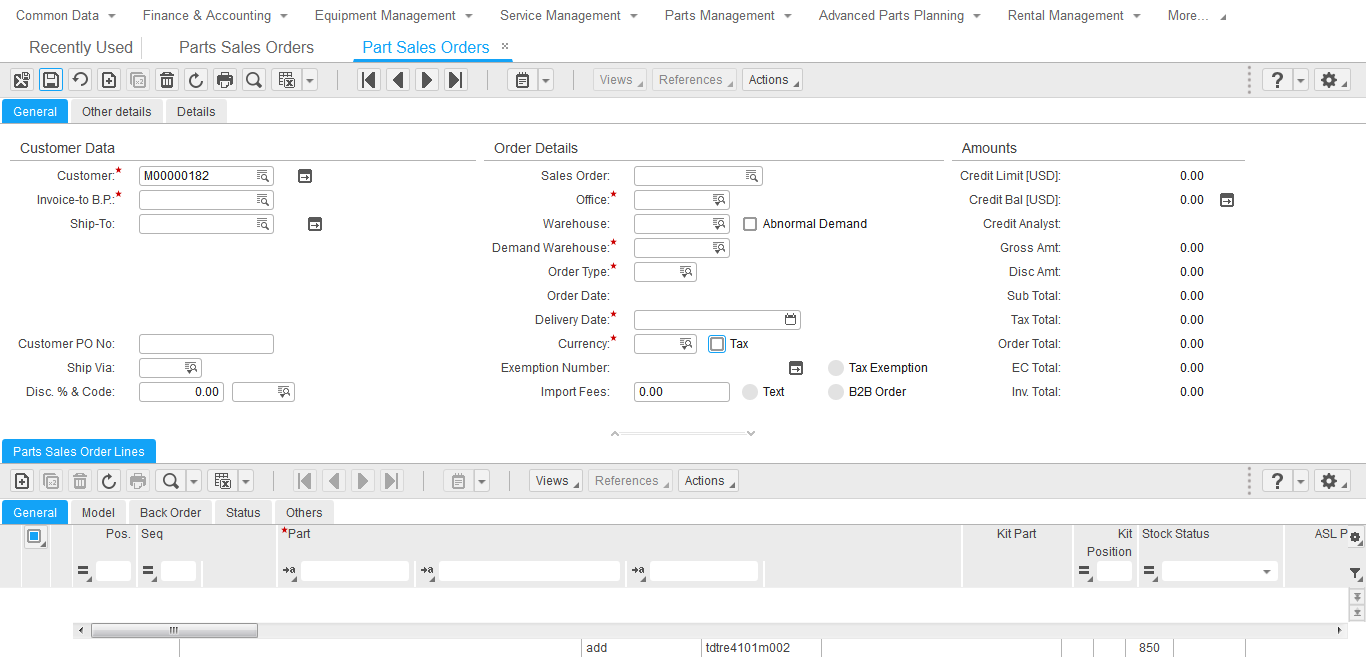 Common Data Finance & Accounting Equipment Management Service Management Parts Management Advanced Parts Planning Rental Management More...
Recently Used Parts Sales Orders Part Sales Orders ×
x2 Views References Actions ?
General Other details Details
Customer Data Order Details Amounts
Customer:* M00000182 Sales Order: Credit Limit [USD]: 0.00
Invoice-to B.P.:* Office:* Credit Bal [USD]: 0.00
Ship-To: Warehouse: Abnormal Demand Credit Analyst:
Demand Warehouse:* Gross Amt: 0.00
Order Type:* Disc Amt: 0.00
Order Date: Sub Total: 0.00
Delivery Date:* Tax Total: 0.00
Customer PO No: Currency:* Tax Order Total: 0.00
Ship Via: Exemption Number: Tax Exemption EC Total: 0.00
Disc. % & Code: 0.00 Import Fees: 0.00 Text B2B Order Inv. Total: 0.00
Parts Sales Order Lines
x2 Views References Actions ?
General Model Back Order Status Others
Pos. Seq *Part Kit Part Kit Position Stock Status ASL P
= = →a →a →a = =
add tdtre4101m002 850